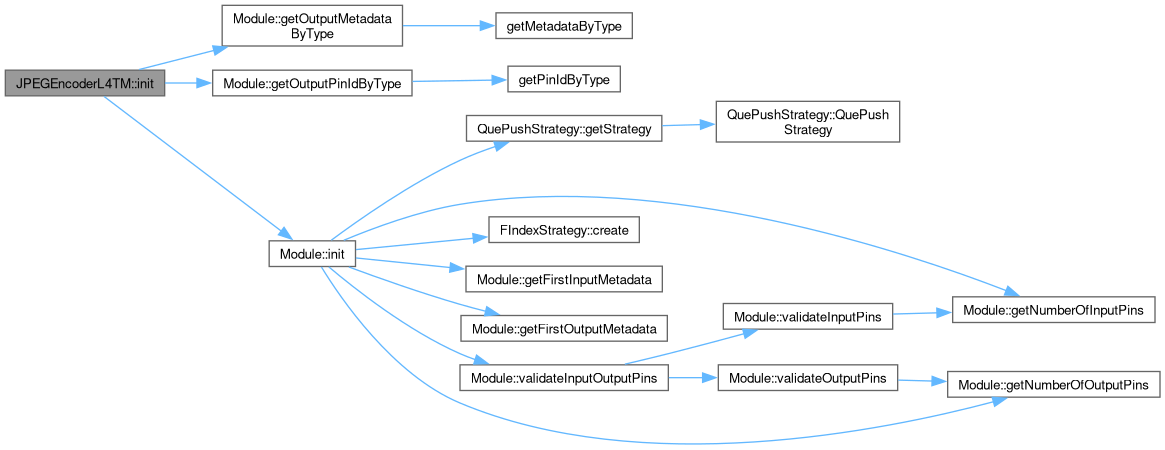 Module::getOutputMetadata
ByType
getMetadataByType
JPEGEncoderL4TM::init
Module::getOutputPinIdByType
getPinIdByType
QuePushStrategy::getStrategy
QuePushStrategy::QuePush
Strategy
FIndexStrategy::create
Module::init
Module::getFirstInputMetadata
Module::getNumberOfInputPins
Module::getFirstOutputMetadata
Module::validateInputPins
Module::validateInputOutputPins
Module::validateOutputPins
Module::getNumberOfOutputPins